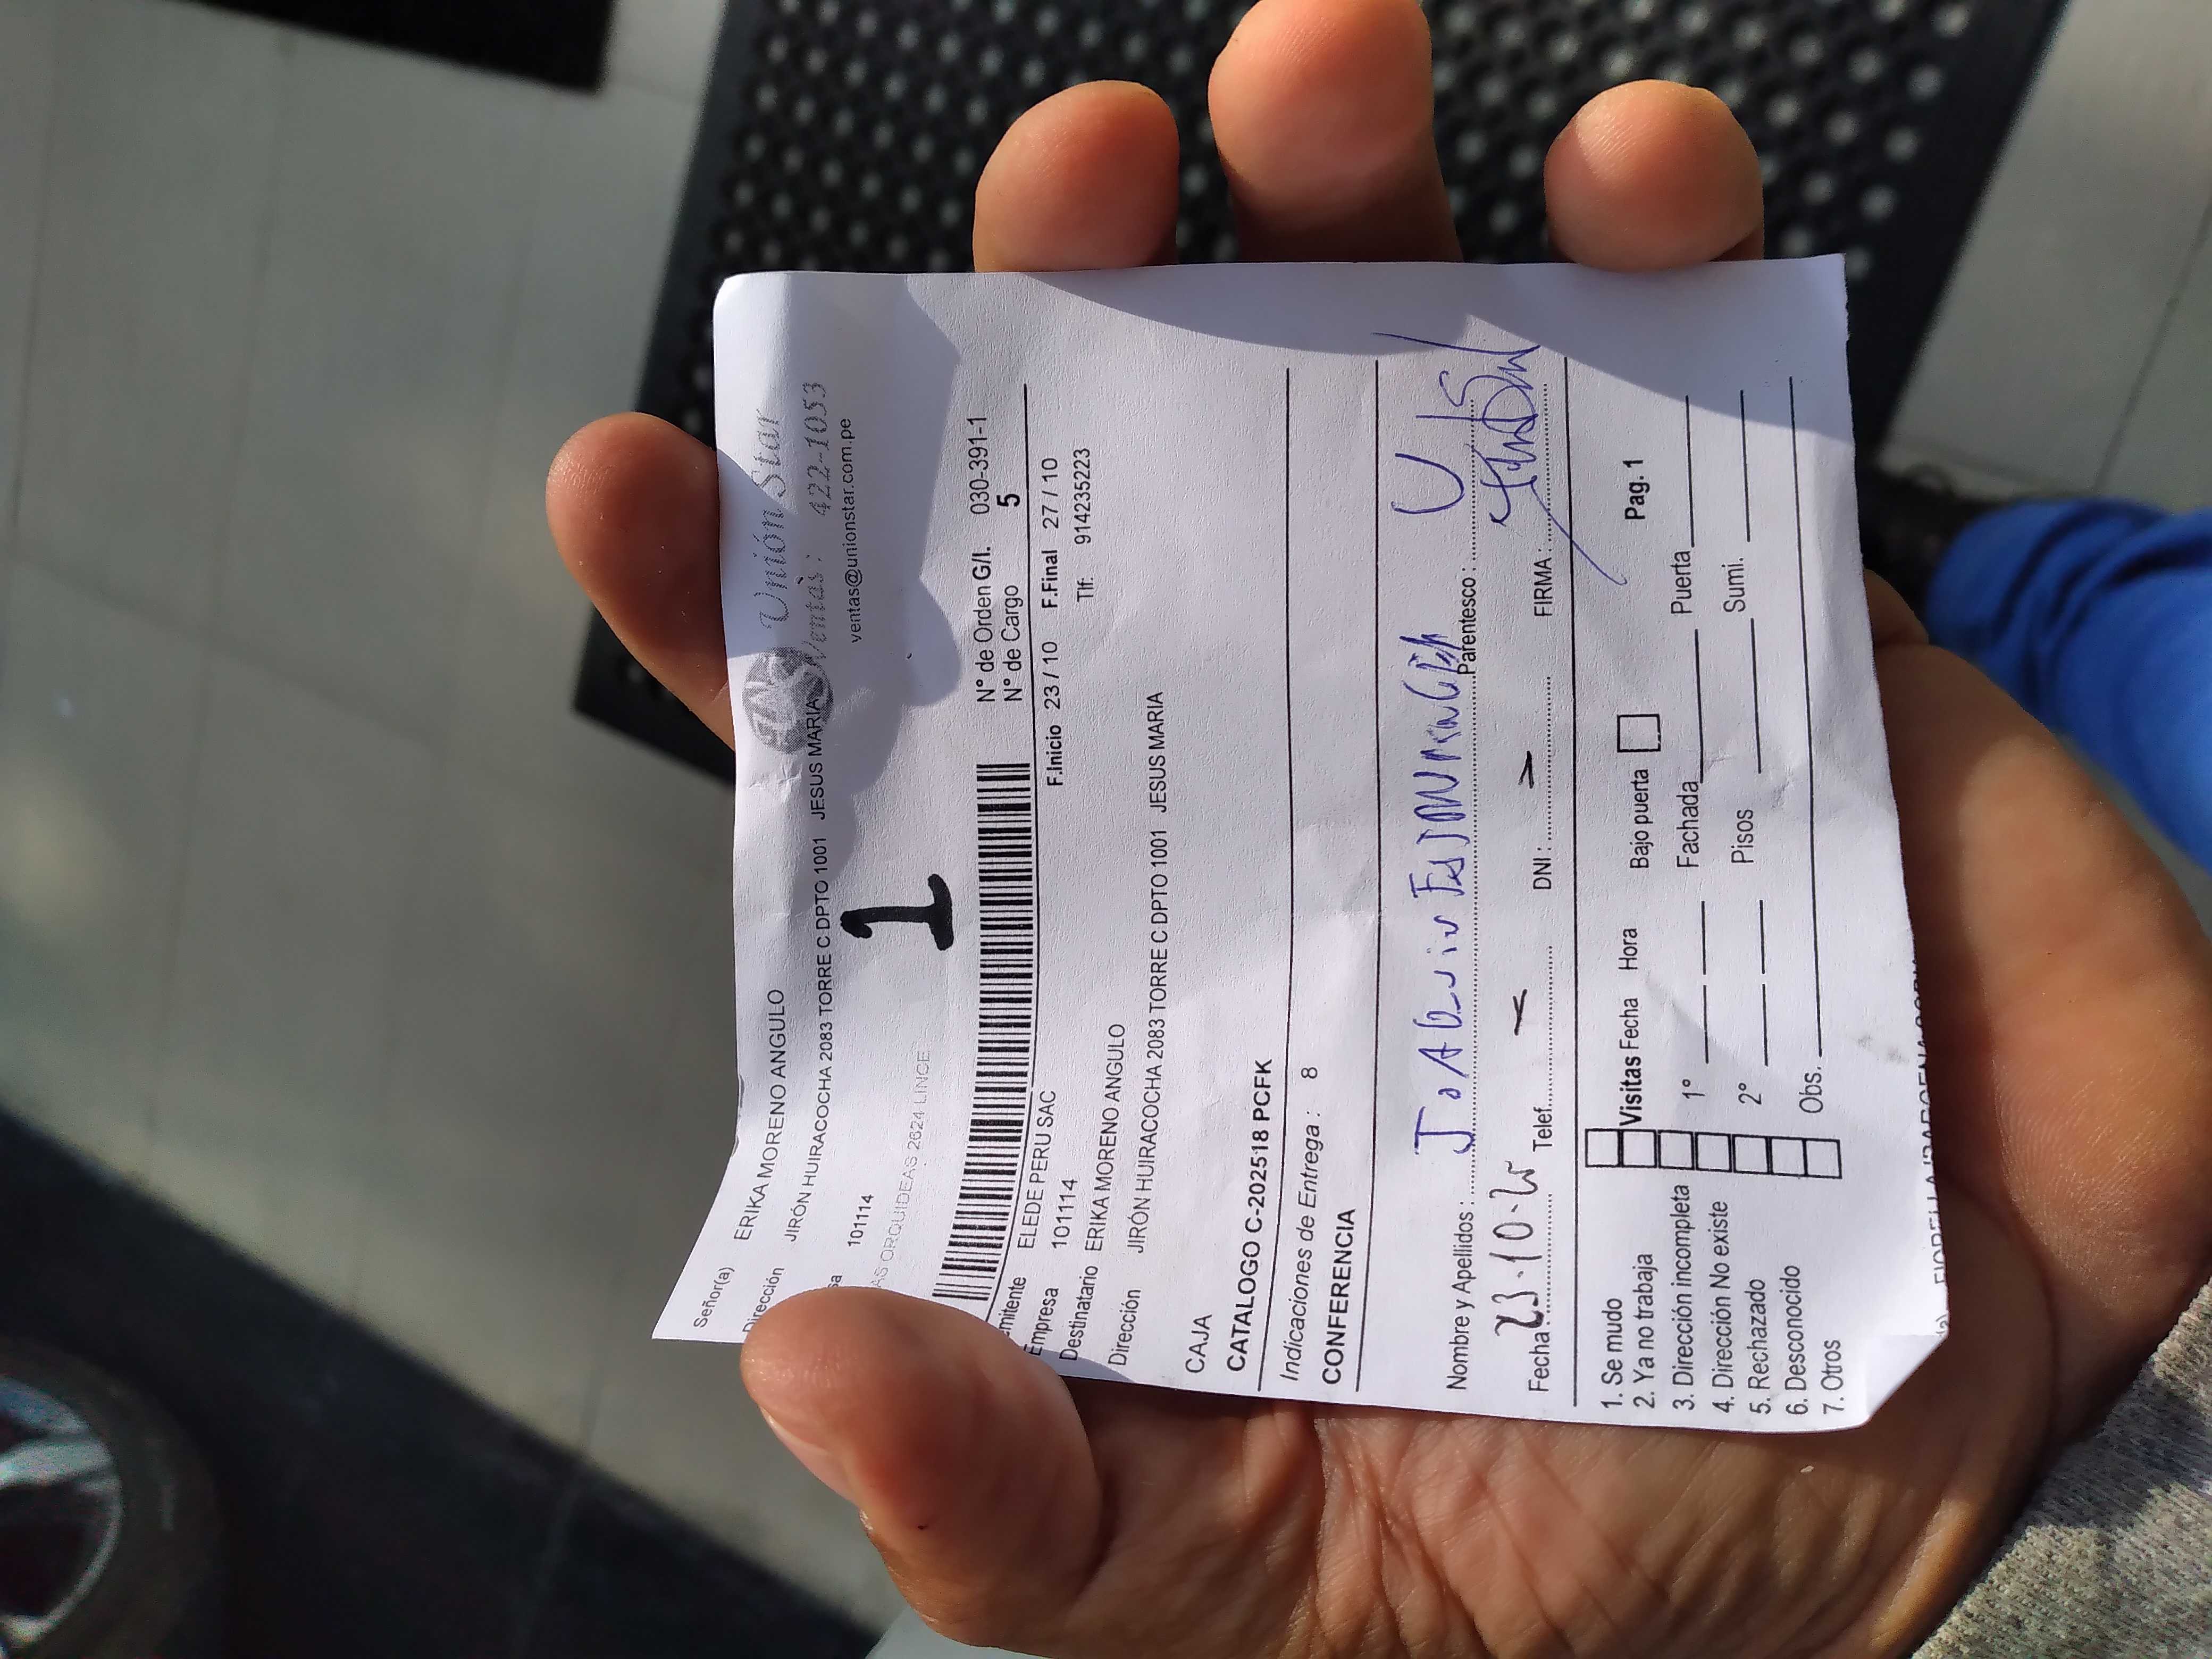 Unión Star
Ventas : 422-1053
ventas@unionstar.com.pe
Señor(a) ERIKA MORENO ANGULO
Dirección JIRÓN HUIRACOCHA 2083 TORRE C DPTO 1001 JESUS MARIA
101114
AS ORQUIDEAS 2624 LINCE
1
N° de Orden G/I. 030-391-1
N° de Cargo 5
mitente ELEDE PERU SAC
F.Inicio 23 / 10 F.Final 27 / 10
Empresa 101114
Tlf. 914235223
Destinatario ERIKA MORENO ANGULO
Dirección JIRÓN HUIRACOCHA 2083 TORRE C DPTO 1001 JESUS MARIA
CAJA
CATALOGO C-202518 PCFK
Indicaciones de Entrega : 8
CONFERENCIA
Nombre y Apellidos : Parentesco :
Fecha : 23-10-25 Telef. DNI : FIRMA :
1. Se mudo
2. Ya no trabaja
3. Dirección incompleta
4. Dirección No existe
5. Rechazado
6. Desconocido
7. Otros
Visitas Fecha Hora Bajo puerta Pag. 1
1° Fachada Puerta
2° Pisos Sumi.
Obs.